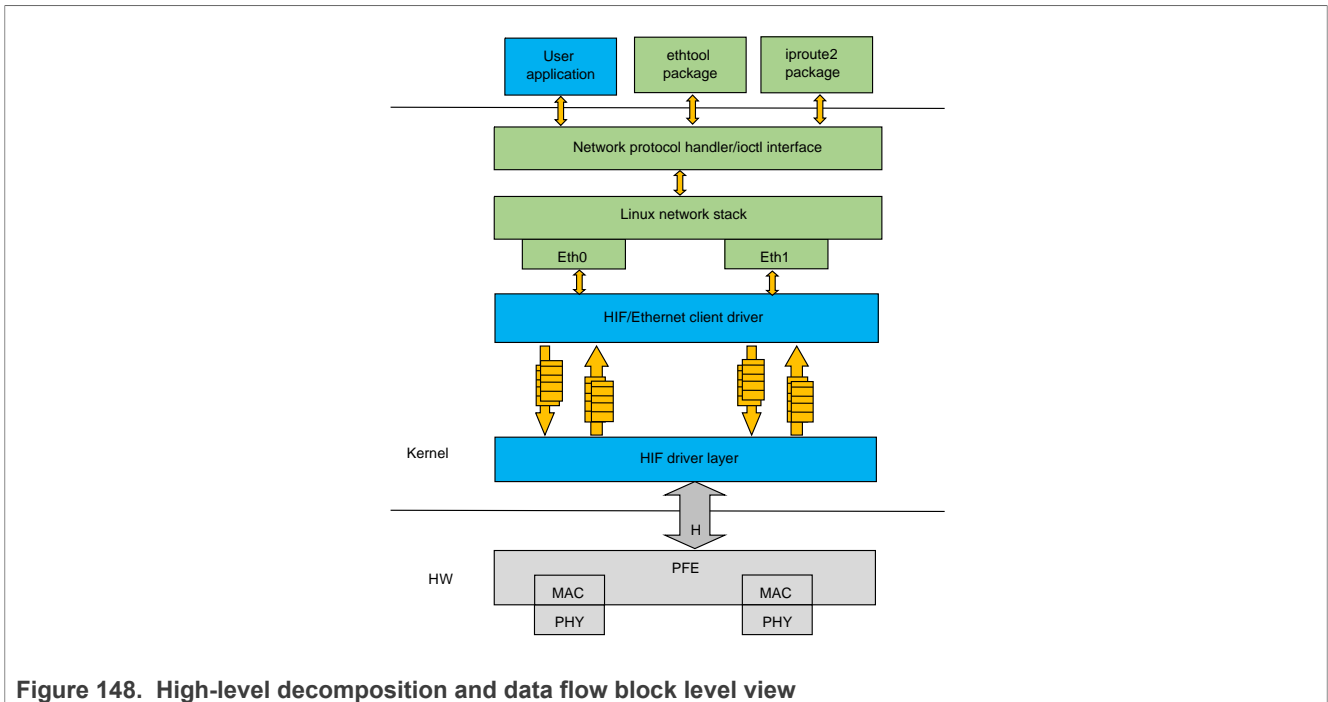 User
application
ethtool
package
iproute2
package
Network protocol handler/ioctl interface
Linux network stack
Eth0
Eth1
HIF/Ethernet client driver
Kernel
HIF driver layer
H
HW
PFE
MAC
MAC
PHY
PHY
Figure 148. High-level decomposition and data flow block level view